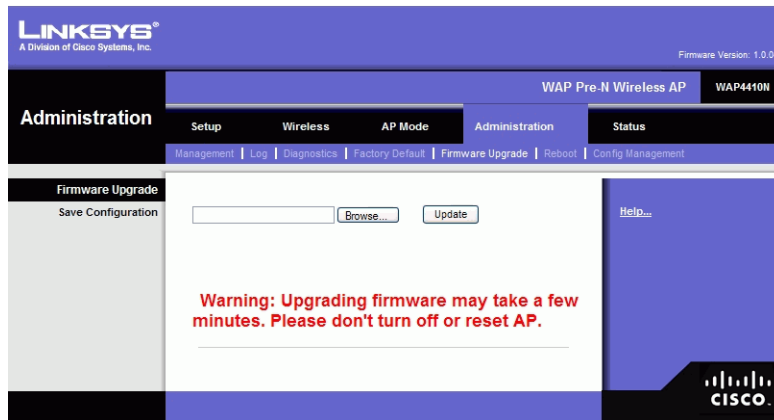 LINKSYS®
A Division of Cisco Systems, Inc.
Firmware Version: 1.0.0
WAP Pre-N Wireless AP WAP4410N
Administration
Setup Wireless AP Mode Administration Status
Management | Log | Diagnostics | Factory Default | Firmware Upgrade | Reboot | Config Management
Firmware Upgrade
Save Configuration
Browse... Update
Help...
Warning: Upgrading firmware may take a few
minutes. Please don't turn off or reset AP.
CISCO.